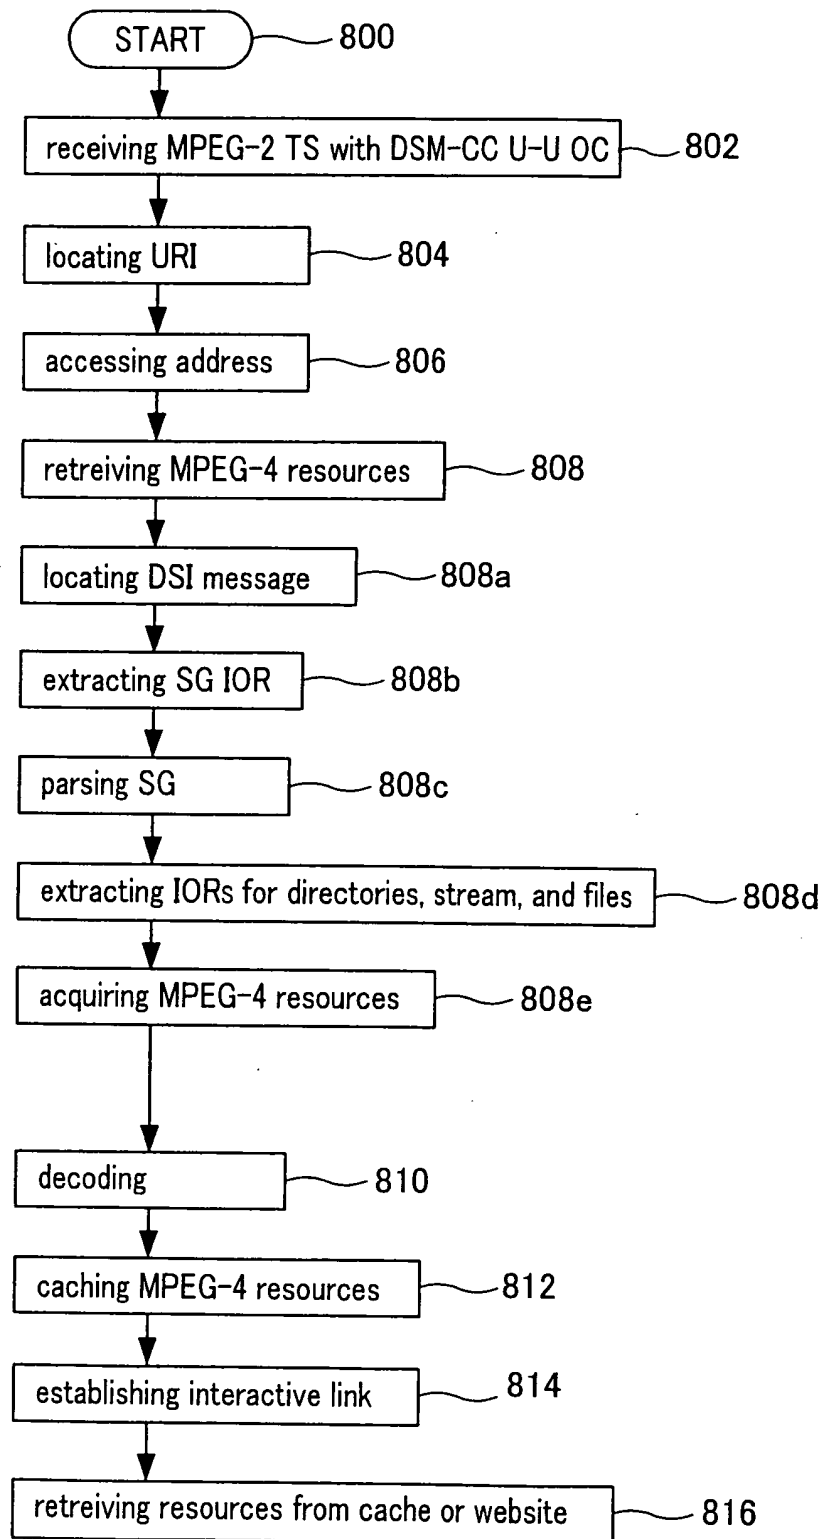 START 800
receiving MPEG-2 TS with DSM-CC U-U OC 802
locating URI 804
accessing address 806
retreiving MPEG-4 resources 808
locating DSI message 808a
extracting SG IOR 808b
parsing SG 808c
extracting IORs for directories, stream, and files 808d
acquiring MPEG-4 resources 808e
decoding 810
caching MPEG-4 resources 812
establishing interactive link 814
retreiving resources from cache or website 816